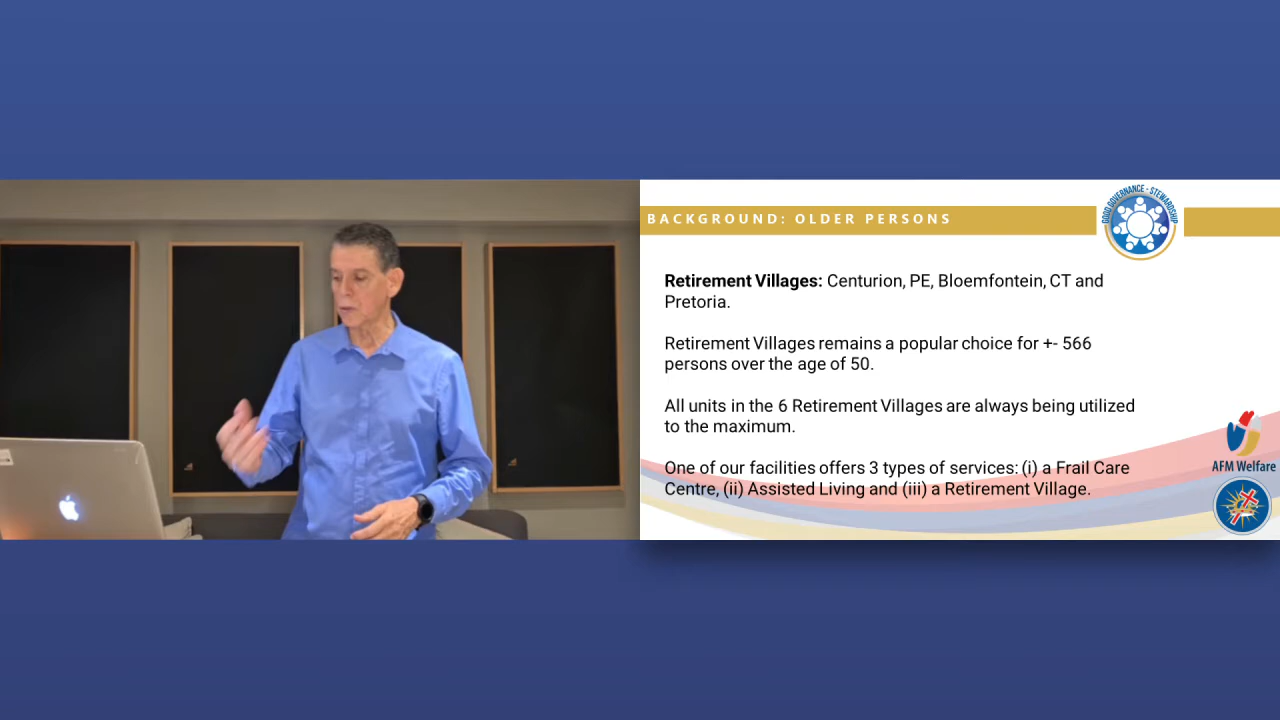 GOOD GOVERNANCE - STEWARDSHIP
BACKGROUND: OLDER PERSONS
Retirement Villages: Centurion, PE, Bloemfontein, CT and
Pretoria.
Retirement Villages remains a popular choice for +- 566
persons over the age of 50.
All units in the 6 Retirement Villages are always being utilized
to the maximum.
One of our facilities offers 3 types of services: (i) a Frail Care
Centre, (ii) Assisted Living and (iii) a Retirement Village.
AFM Welfare